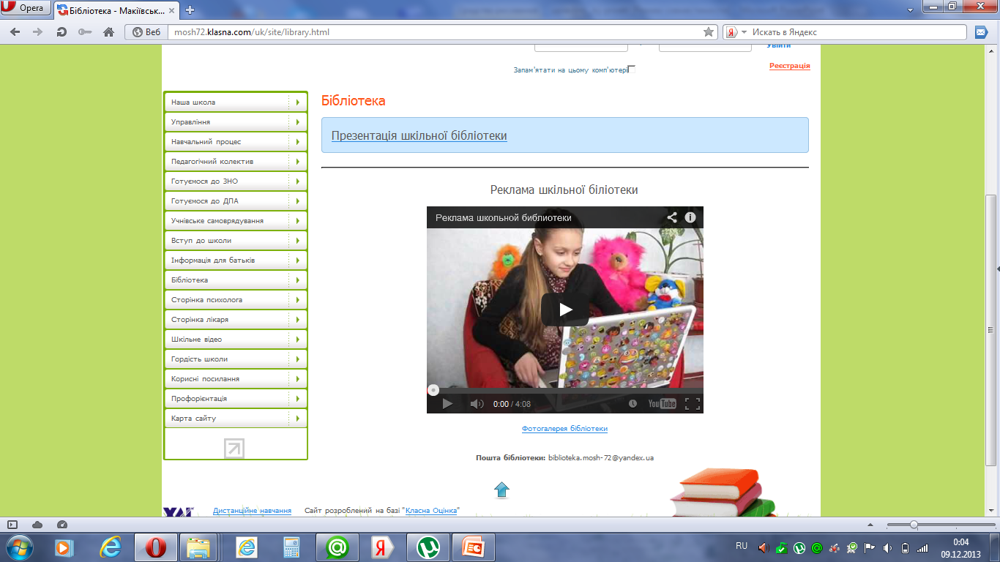 Opera
Бібліотека - Макіївськ...
Веб
mosh72.klasna.com/uk/site/library.html
Искать в Яндекс
Увійти
Запам'ятати на цьому комп'ютері
Реєстрація
Наша школа
Управління
Навчальний процес
Педагогічний колектив
Готуємося до ЗНО
Готуємося до ДПА
Учнівське самоврядування
Вступ до школи
Інформація для батьків
Бібліотека
Сторінка психолога
Сторінка лікаря
Шкільне відео
Гордість школи
Корисні посилання
Профорієнтація
Карта сайту
Бібліотека
Презентація шкільної бібліотеки
Реклама шкільної біліотеки
Реклама школьной библиотеки
0:00 / 4:08
YouTube
Фотогалерея бібліотеки
Пошта бібліотеки: biblioteka.mosh-72@yandex.ua
Дистанційне навчання
Сайт розроблений на базі "Класна Оцінка"
RU
0:04
09.12.2013